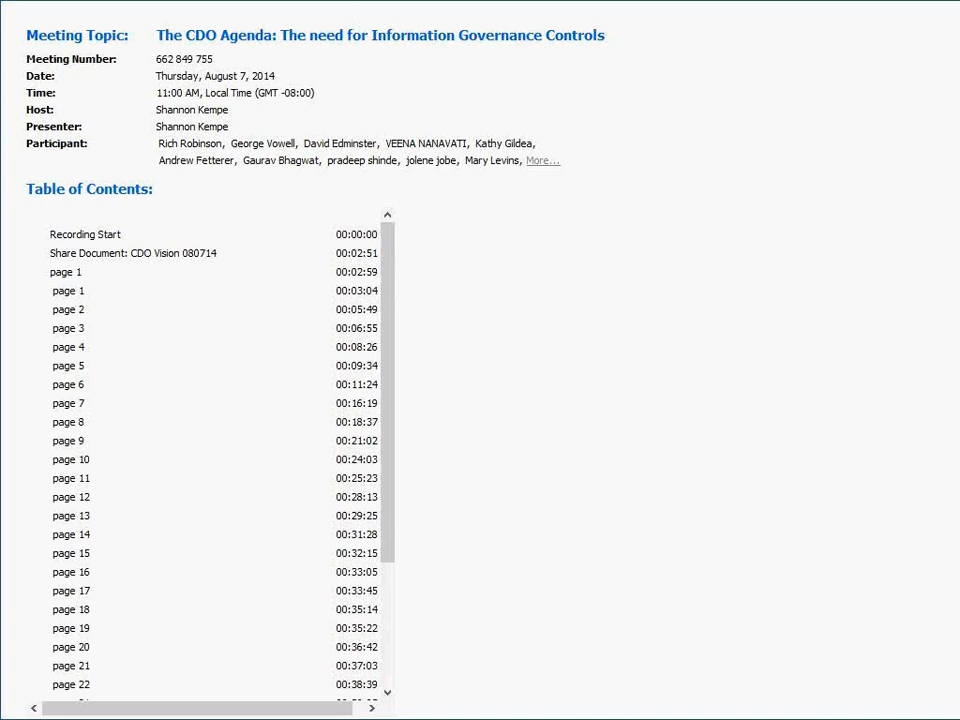 Meeting Topic: The CDO Agenda: The need for Information Governance Controls
Meeting Number: 662 849 755
Date: Thursday, August 7, 2014
Time: 11:00 AM, Local Time (GMT -08:00)
Host: Shannon Kempe
Presenter: Shannon Kempe
Participant: Rich Robinson, George Vowell, David Edminster, VEENA NANAVATI, Kathy Gildea,
Andrew Fetterer, Gaurav Bhagwat, pradeep shinde, jolene jobe, Mary Levins, More...
Table of Contents:
Recording Start 00:00:00
Share Document: CDO Vision 080714 00:02:51
page 1 00:02:59
page 1 00:03:04
page 2 00:05:49
page 3 00:06:55
page 4 00:08:26
page 5 00:09:34
page 6 00:11:24
page 7 00:16:19
page 8 00:18:37
page 9 00:21:02
page 10 00:24:03
page 11 00:25:23
page 12 00:28:13
page 13 00:29:25
page 14 00:31:28
page 15 00:32:15
page 16 00:33:05
page 17 00:33:45
page 18 00:35:14
page 19 00:35:22
page 20 00:36:42
page 21 00:37:03
page 22 00:38:39